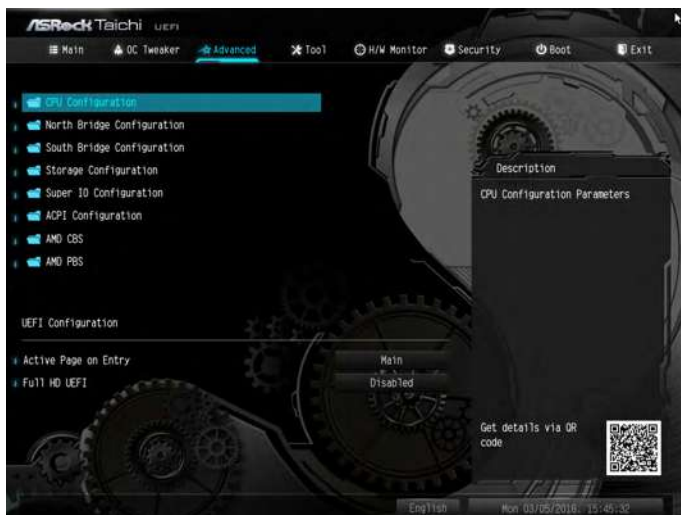 ASRock Taichi UEFI
Main OC Tweaker Advanced Tool H/W Monitor Security Boot Exit
CPU Configuration
North Bridge Configuration
South Bridge Configuration
Storage Configuration
Super IO Configuration
ACPI Configuration
AMD CBS
AMD PBS
Description
CPU Configuration Parameters
UEFI Configuration
Active Page on Entry Main
Full HD UEFI Disabled
Get details via QR
code
English Mon 03/05/2018. 15:45:32